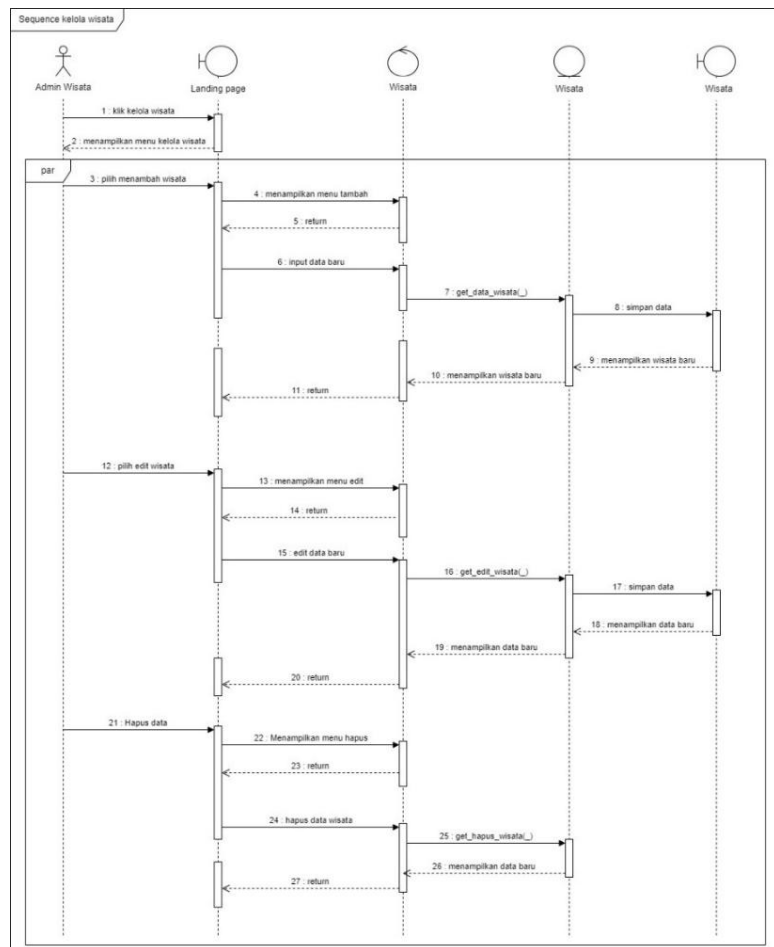 Sequence kelola wisata
Admin Wisata
Landing page
Wisata
Wisata
Wisata
1 : klik kelola wisata
2 : menampilkan menu kelola wisata
par
3 : pilih menambah wisata
4 : menampilkan menu tambah
5 : return
6 : input data baru
7 : get_data_wisata(_)
8 : simpan data
9 : menampilkan wisata baru
10 : menampilkan wisata baru
11 : return
12 : pilih edit wisata
13 : menampilkan menu edit
14 : return
15 : edit data baru
16 : get_edit_wisata(_)
17 : simpan data
18 : menampilkan data baru
19 : menampilkan data baru
20 : return
21 : Hapus data
22 : Menampilkan menu hapus
23 : return
24 : hapus data wisata
25 : get_hapus_wisata(_)
26 : menampilkan data baru
27 : return